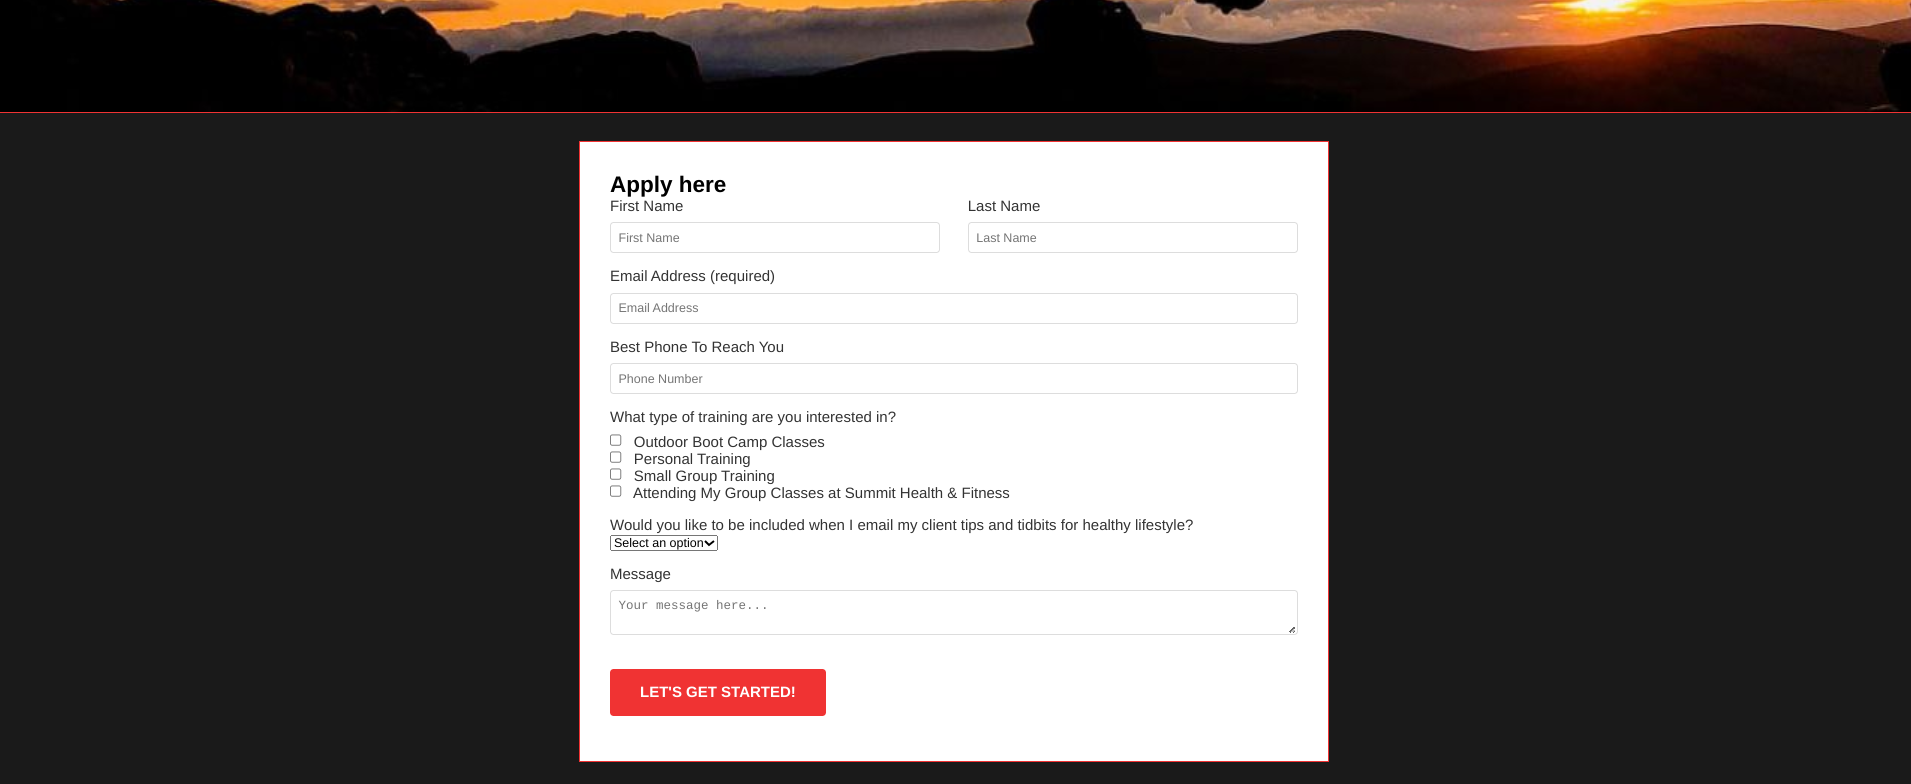 Apply here
First Name
Last Name
First Name
Last Name
Email Address (required)
Email Address
Best Phone To Reach You
Phone Number
What type of training are you interested in?
Outdoor Boot Camp Classes
Personal Training
Small Group Training
Attending My Group Classes at Summit Health & Fitness
Would you like to be included when I email my client tips and tidbits for healthy lifestyle?
Select an option
Message
Your message here...
LET'S GET STARTED!